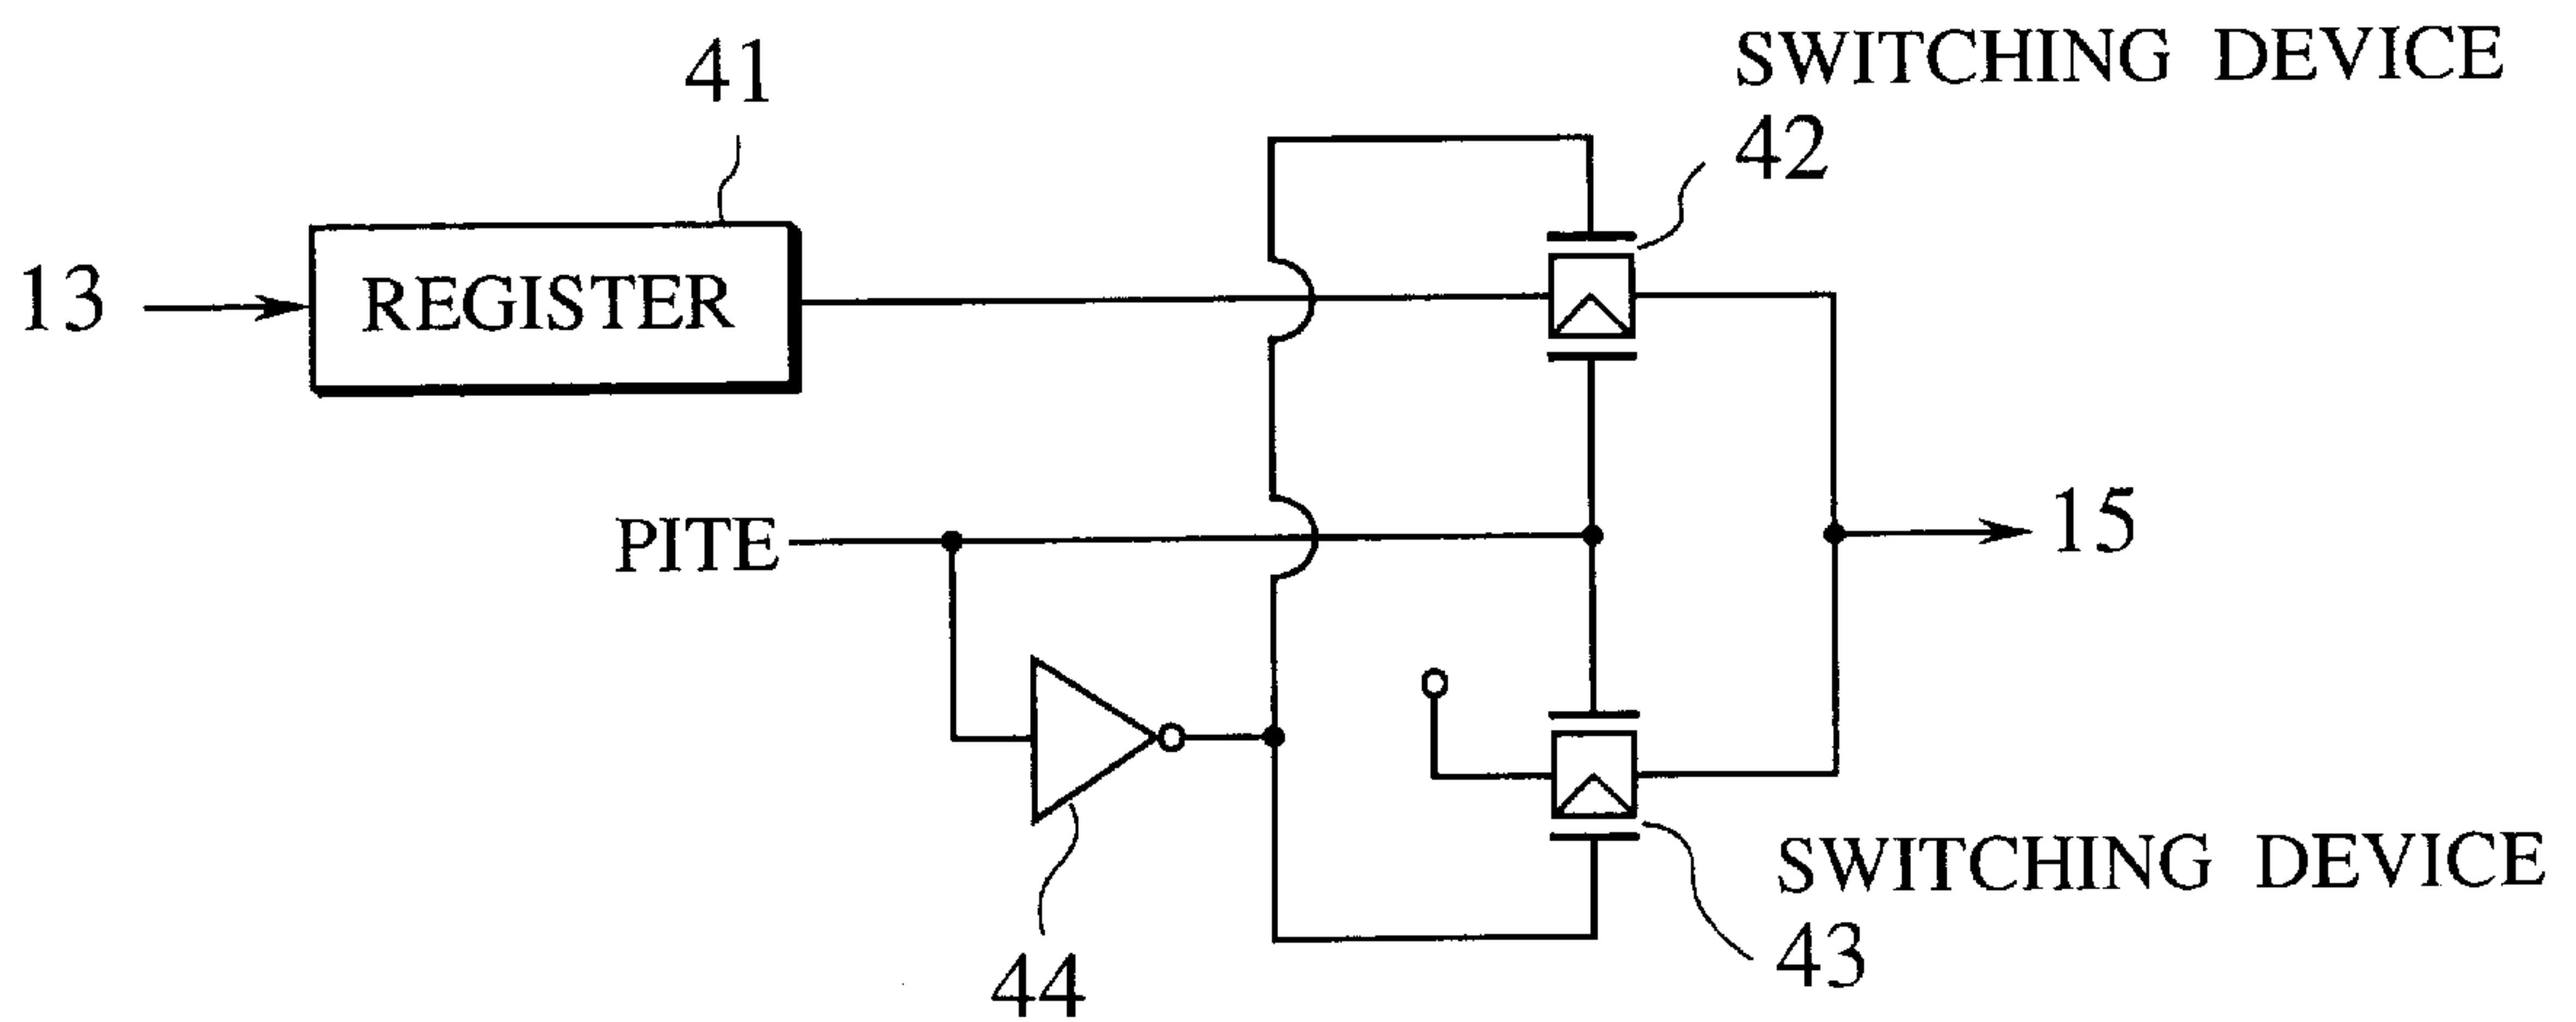 SWITCHING DEVICE
42
41
13
REGISTER
PITE
15
44
SWITCHING DEVICE
43